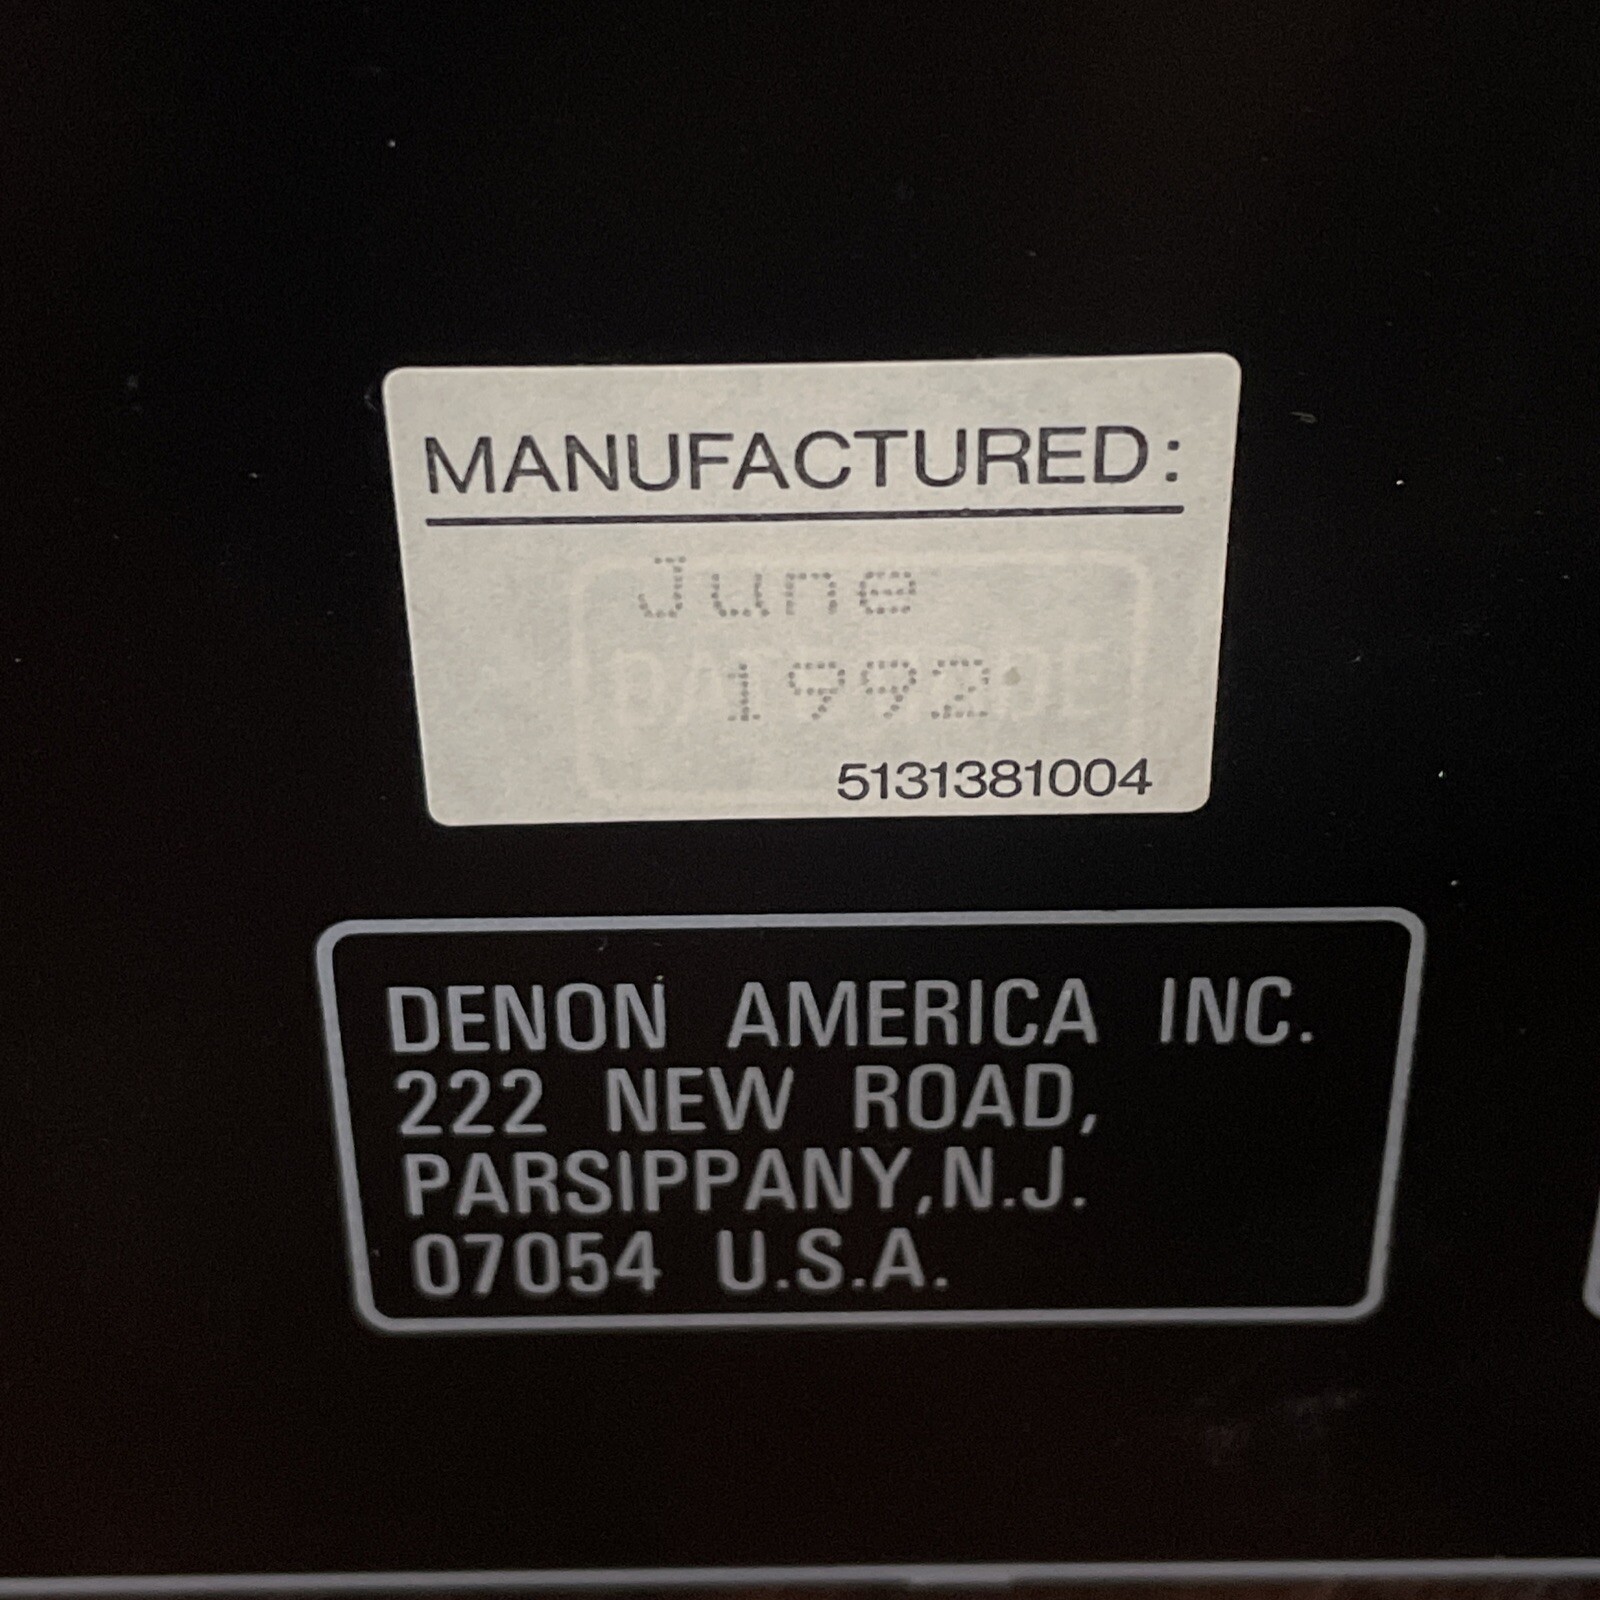 MANUFACTURED:
June
1992
5131381004
DENON AMERICA INC.
222 NEW ROAD,
PARSIPPANY,N.J.
07054 U.S.A.